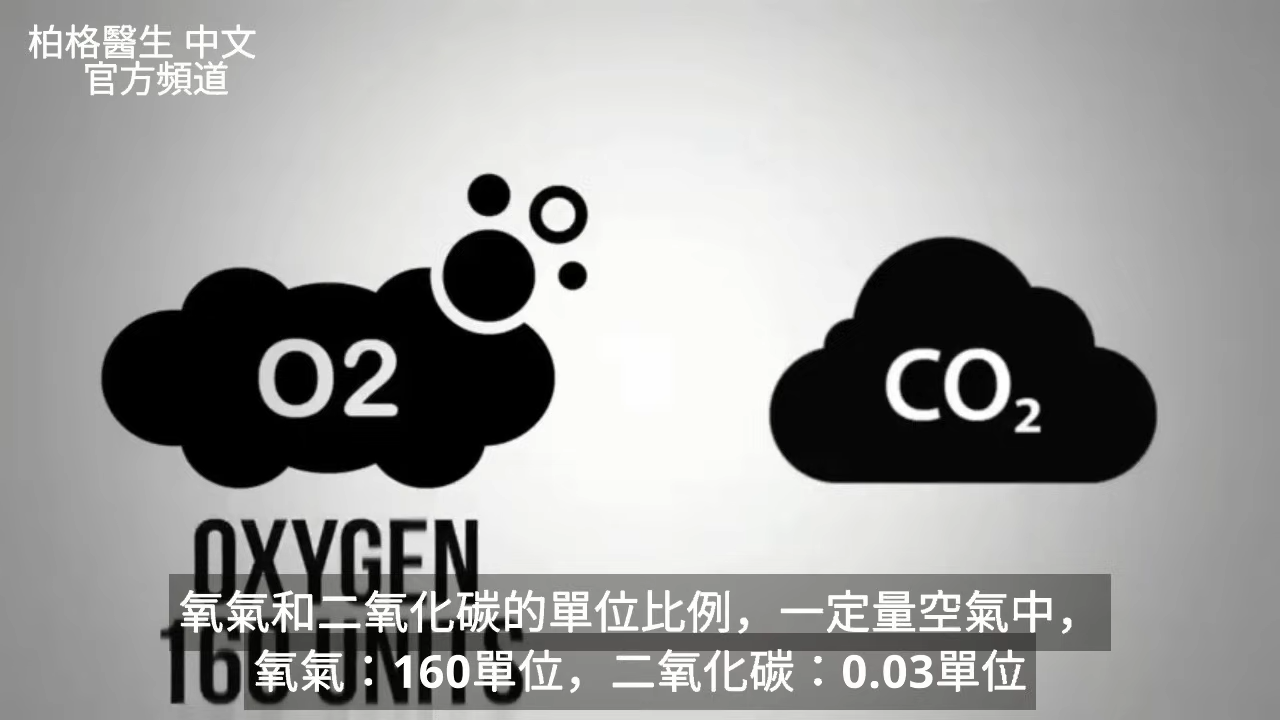 柏格醫生 中文
官方頻道
O2
CO₂
OXYGEN
160 UNITS
氧氣和二氧化碳的單位比例，一定量空氣中，
氧氣：160單位，二氧化碳：0.03單位